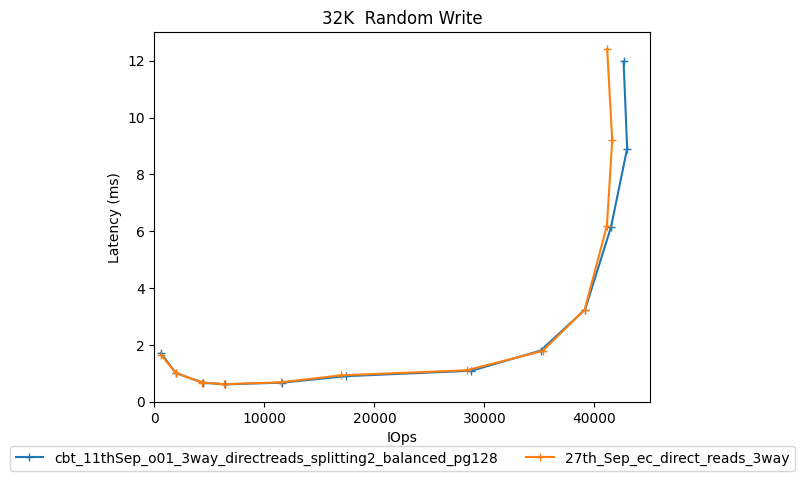 32K  Random Write
Latency (ms)
12
10
8
6
4
2
0
0 10000 20000 30000 40000
IOps
cbt_11thSep_o01_3way_directreads_splitting2_balanced_pg128 27th_Sep_ec_direct_reads_3way